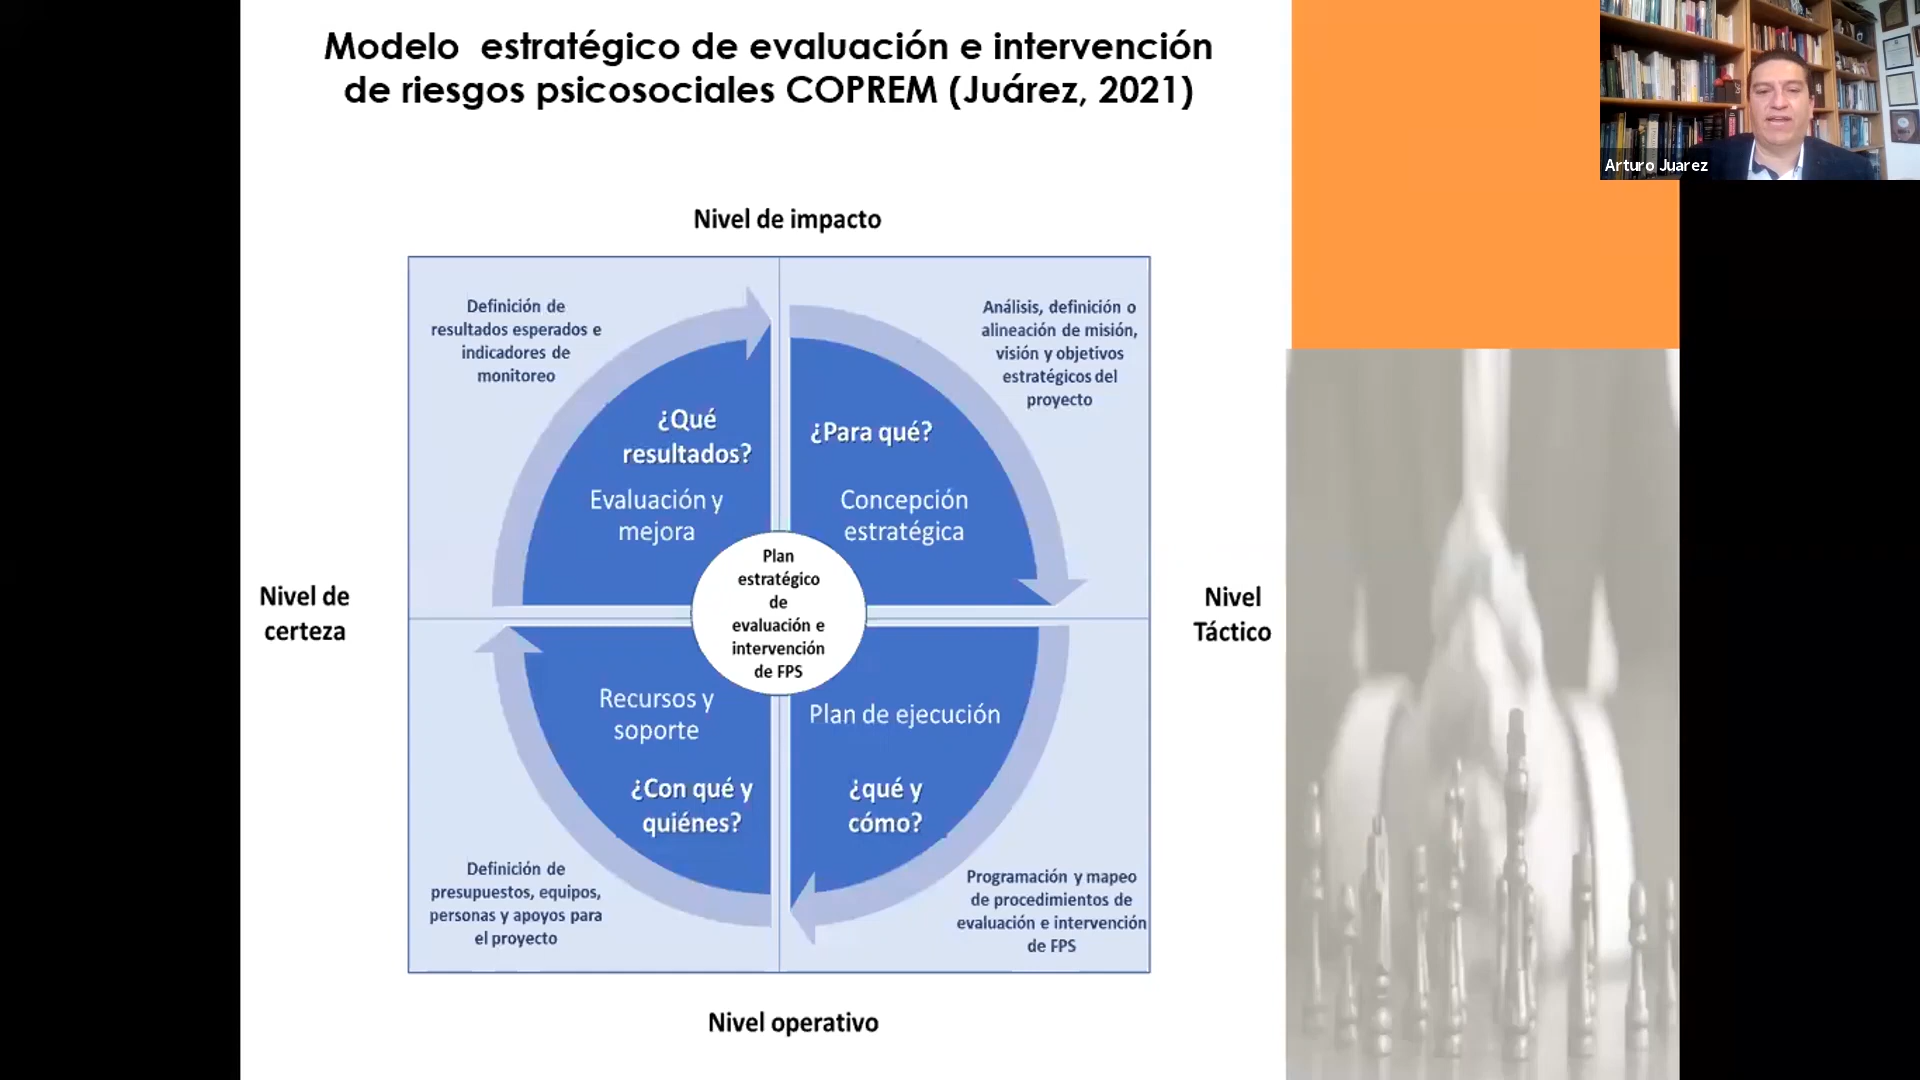 Modelo estratégico de evaluación e intervención
de riesgos psicosociales COPREM (Juárez, 2021)
Arturo Juarez
Nivel de impacto
Definición de
resultados esperados e
indicadores de
monitoreo
Análisis, definición o
alineación de misión,
visión y objetivos
estratégicos del
proyecto
¿Qué
resultados?
Evaluación y
mejora
¿Para qué?
Concepción
estratégica
Nivel de
certeza
Plan
estratégico
de
evaluación e
intervención
de FPS
Nivel
Táctico
Recursos y
soporte
¿Con qué y
quiénes?
Plan de ejecución
¿qué y
cómo?
Definición de
presupuestos, equipos,
personas y apoyos para
el proyecto
Programación y mapeo
de procedimientos de
evaluación e intervención
de FPS
Nivel operativo